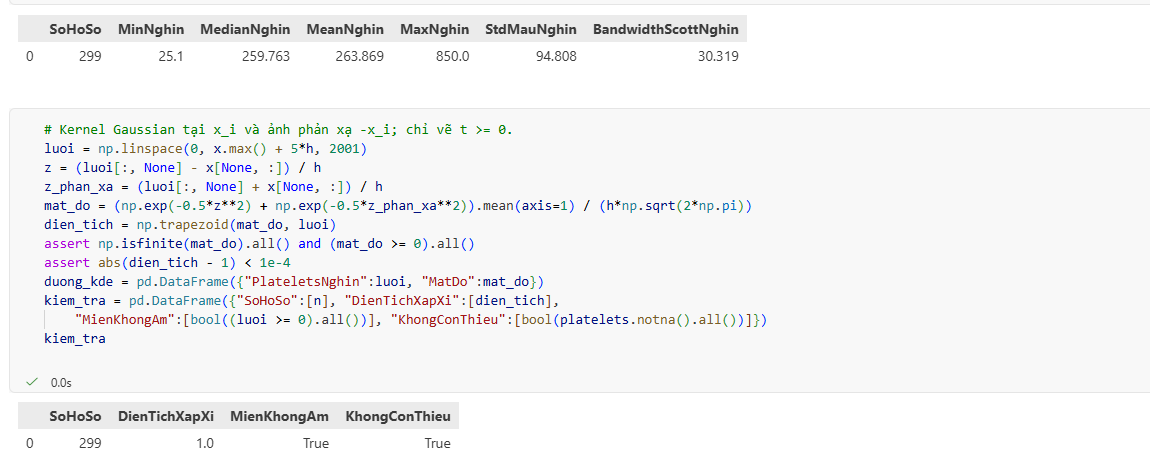 SoHoSo MinNghin MedianNghin MeanNghin MaxNghin StdMauNghin BandwidthScottNghin
0 299 25.1 259.763 263.869 850.0 94.808 30.319
# Kernel Gaussian tại x_i và ảnh phản xạ -x_i; chỉ vẽ t >= 0.
luoi = np.linspace(0, x.max() + 5*h, 2001)
z = (luoi[:, None] - x[None, :]) / h
z_phan_xa = (luoi[:, None] + x[None, :]) / h
mat_do = (np.exp(-0.5*z**2) + np.exp(-0.5*z_phan_xa**2)).mean(axis=1) / (h*np.sqrt(2*np.pi))
dien_tich = np.trapezoid(mat_do, luoi)
assert np.isfinite(mat_do).all() and (mat_do >= 0).all()
assert abs(dien_tich - 1) < 1e-4
duong_kde = pd.DataFrame({"PlateletsNghin":luoi, "MatDo":mat_do})
kiem_tra = pd.DataFrame({"SoHoSo":[n], "DienTichXapXi":[dien_tich],
    "MienKhongAm":[bool((luoi >= 0).all())], "KhongConThieu":[bool(platelets.notna().all())]})
kiem_tra
0.0s
SoHoSo DienTichXapXi MienKhongAm KhongConThieu
0 299 1.0 True True